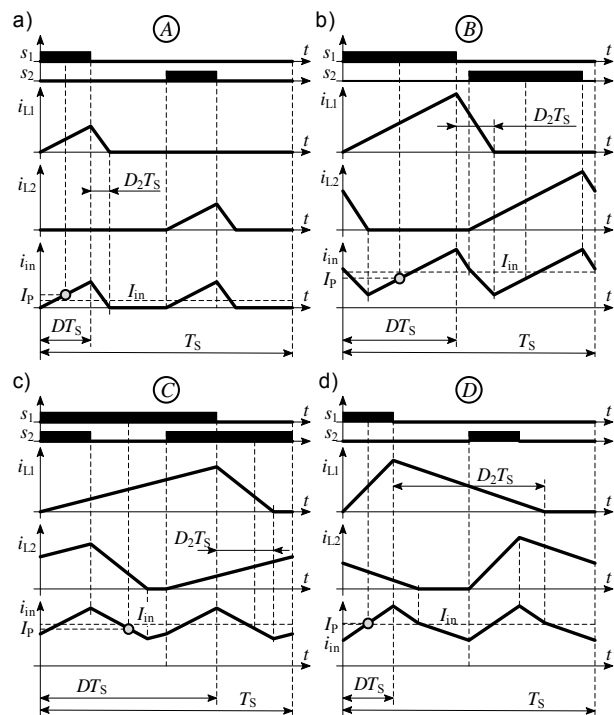 a) A
s1 t
s2 t
iL1 t
D2TS
iL2 t
iin Iin
IP t
DTS
TS
b) B
s1 t
s2 t
iL1 D2TS t
iL2 t
iin Iin
IP t
DTS
TS
c) C
s1 t
s2 t
iL1 t
iL2 D2TS t
iin Iin
IP t
DTS TS
d) D
s1 t
s2 t
iL1 D2TS t
iL2 t
IP Iin
iin t
DTS
TS